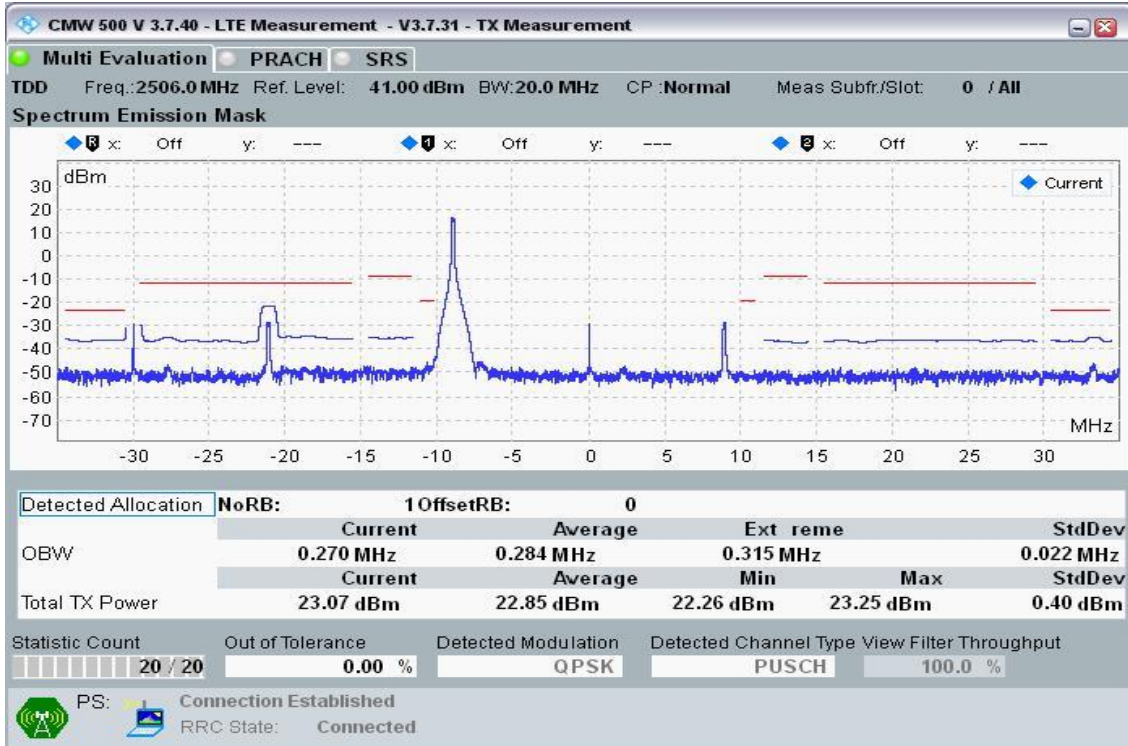 CMW 500 V 3.7.40 - LTE Measurement - V3.7.31 - TX Measurement
Multi Evaluation PRACH SRS
TDD Freq.:2506.0 MHz Ref. Level: 41.00 dBm BW:20.0 MHz CP :Normal Meas Subfr./Slot: 0 / All
Spectrum Emission Mask
R x: Off y: --- 1 x: Off y: --- 2 x: Off y: ---
dBm
Current
30
20
10
0
-10
-20
-30
-40
-50
-60
-70
MHz
-30 -25 -20 -15 -10 -5 0 5 10 15 20 25 30
Detected Allocation NoRB: 1 OffsetRB: 0
Current Average Ext reme StdDev
OBW 0.270 MHz 0.284 MHz 0.315 MHz 0.022 MHz
Current Average Min Max StdDev
Total TX Power 23.07 dBm 22.85 dBm 22.26 dBm 23.25 dBm 0.40 dBm
Statistic Count Out of Tolerance Detected Modulation Detected Channel Type View Filter Throughput
20 / 20 0.00 % QPSK PUSCH 100.0 %
PS: Connection Established
RRC State: Connected